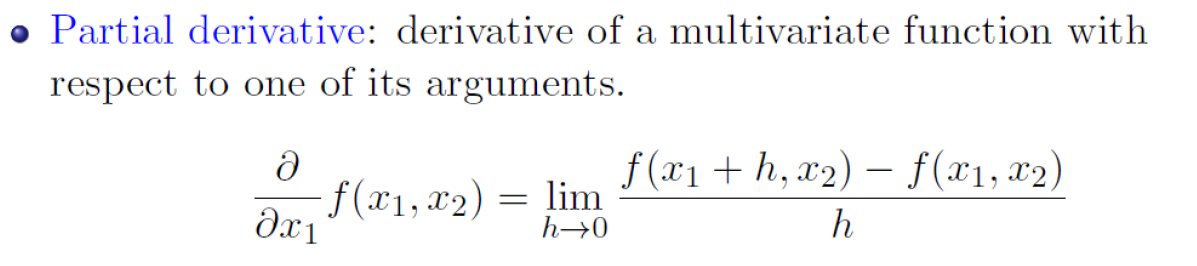 • Partial derivative: derivative of a multivariate function with
respect to one of its arguments.
∂/∂x₁ f(x₁, x₂) = lim h→0 (f(x₁ + h, x₂) − f(x₁, x₂))/h